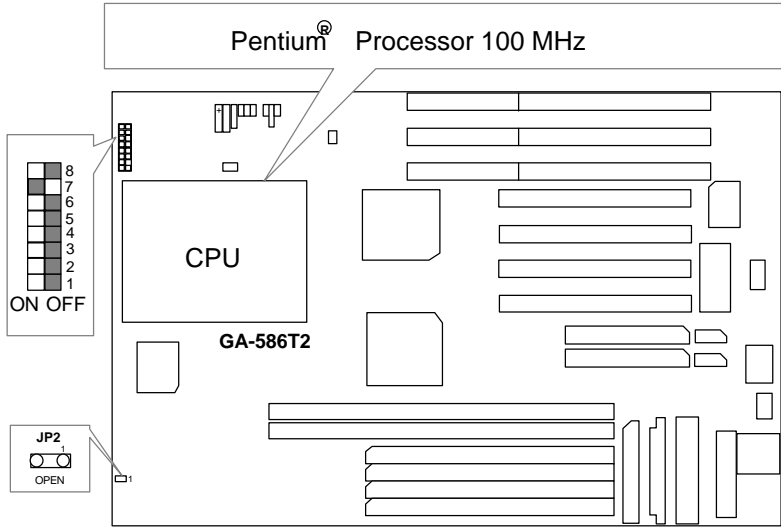 Pentium® Processor 100 MHz
8
7
6
5
4
3
2
1
ON OFF
+
CPU
GA-586T2
JP2
1
OPEN
1